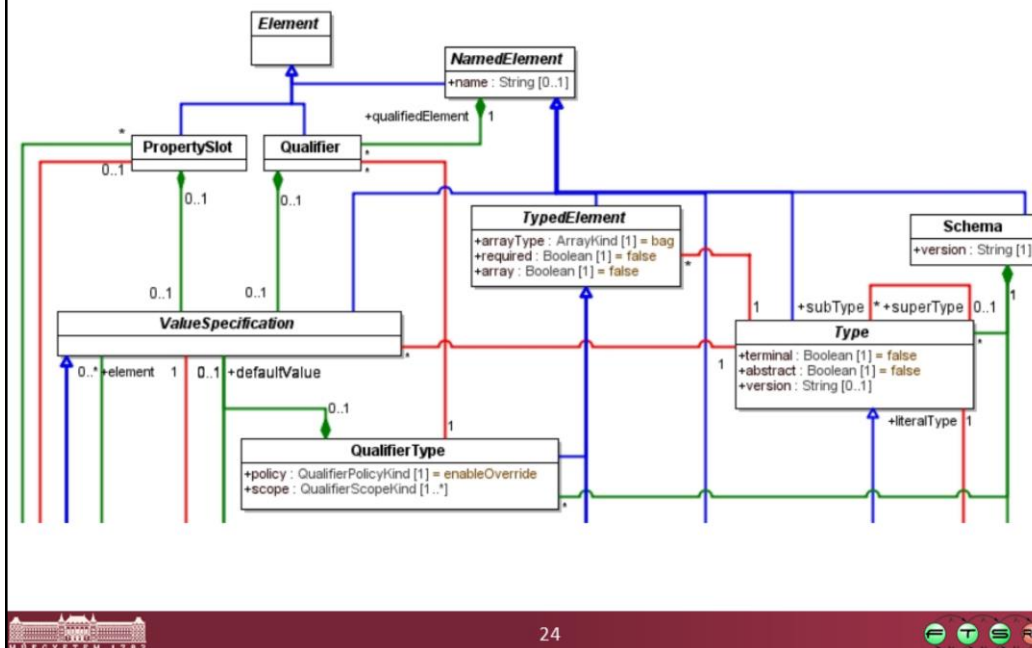 Element
NamedElement
+name : String [0..1]
+qualifiedElement 1
*
PropertySlot
Qualifier
*
0..1
*
0..1
0..1
TypedElement
+arrayType : ArrayKind [1] = bag
+required : Boolean [1] = false
+array : Boolean [1] = false
*
Schema
+version : String [1]
1
0..1
0..1
1
+subType * +superType 0..1
ValueSpecification
*
Type
*
+terminal : Boolean [1] = false
+abstract : Boolean [1] = false
+version : String [0..1]
1
0..* +element 1 0..1 +defaultValue
0..1
1
+literalType 1
QualifierType
+policy : QualifierPolicyKind [1] = enableOverride
+scope : QualifierScopeKind [1..*]
*
MŰEGYETEM 1782
24
F T S R